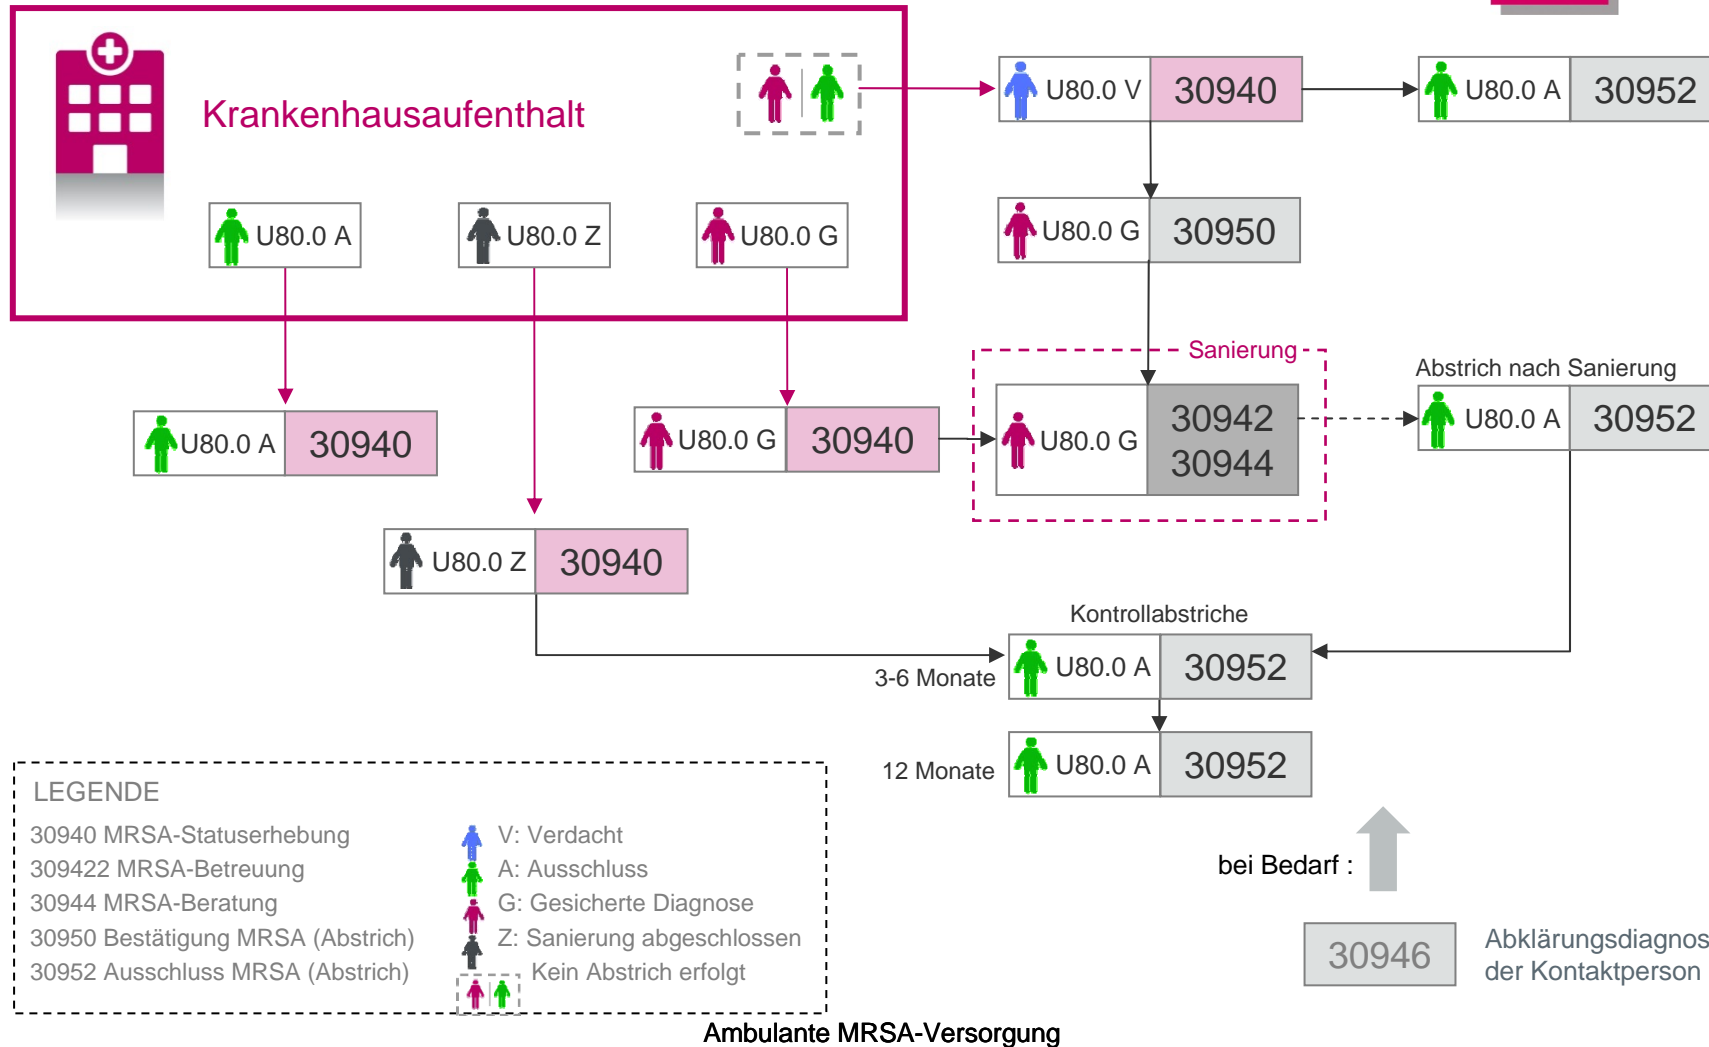 Krankenhausaufenthalt
U80.0 V 30940
U80.0 A 30952
U80.0 A
U80.0 Z
U80.0 G
U80.0 G 30950
Sanierung
Abstrich nach Sanierung
U80.0 A 30940
U80.0 G 30940
U80.0 G
30942
30944
U80.0 A 30952
U80.0 Z 30940
Kontrollabstriche
3-6 Monate
U80.0 A 30952
12 Monate
U80.0 A 30952
LEGENDE
30940 MRSA-Statuserhebung
309422 MRSA-Betreuung
30944 MRSA-Beratung
30950 Bestätigung MRSA (Abstrich)
30952 Ausschluss MRSA (Abstrich)
V: Verdacht
A: Ausschluss
G: Gesicherte Diagnose
Z: Sanierung abgeschlossen
Kein Abstrich erfolgt
bei Bedarf :
30946
Abklärungsdiagnos
der Kontaktperson
Ambulante MRSA-Versorgung